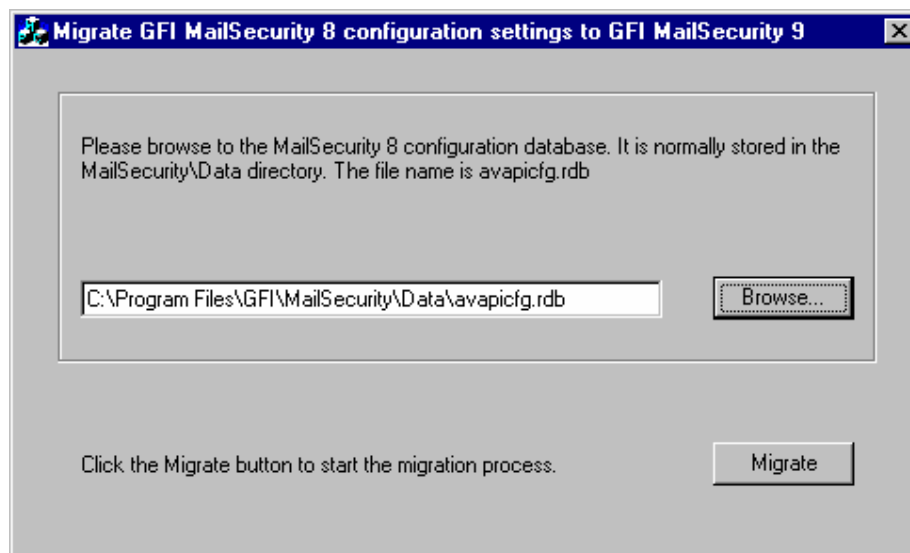 Migrate GFI MailSecurity 8 configuration settings to GFI MailSecurity 9
Please browse to the MailSecurity 8 configuration database. It is normally stored in the
MailSecurity\Data directory. The file name is avapicfg.rdb
C:\Program Files\GFI\MailSecurity\Data\avapicfg.rdb
Browse...
Click the Migrate button to start the migration process.
Migrate